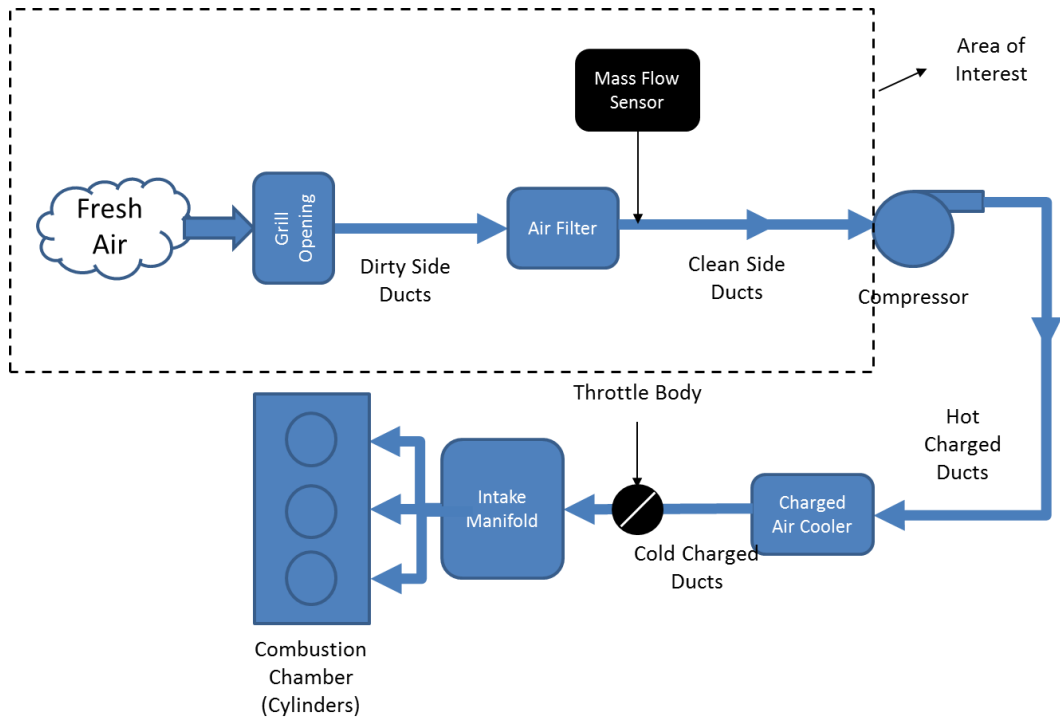 Area of
Interest
Mass Flow
Sensor
Fresh
Air
Grill
Opening
Air Filter
Dirty Side
Ducts
Clean Side
Ducts
Compressor
Throttle Body
Hot
Charged
Ducts
Intake
Manifold
Charged
Air Cooler
Cold Charged
Ducts
Combustion
Chamber
(Cylinders)